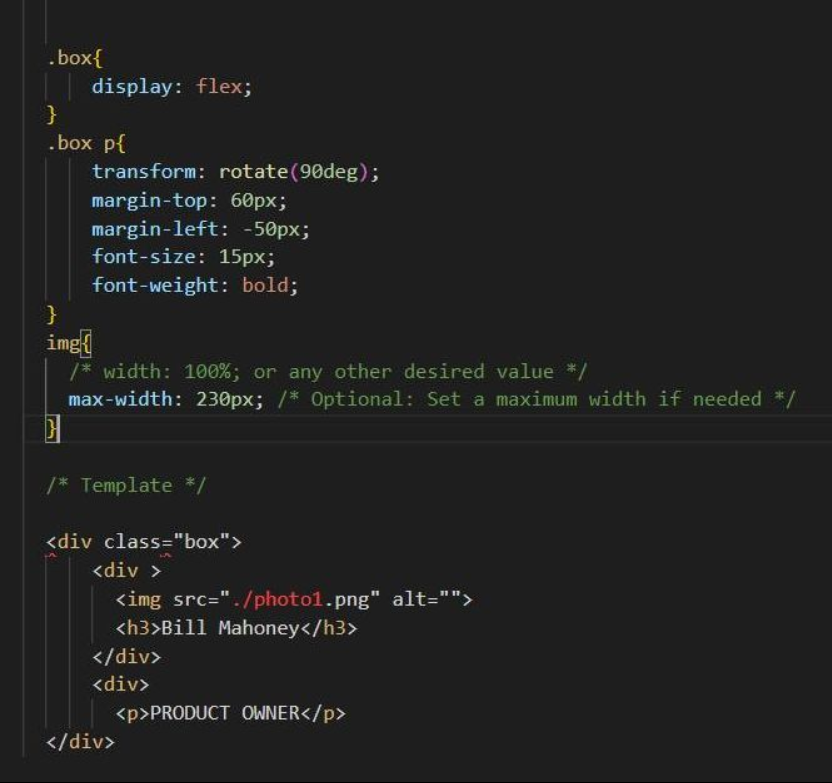 .box{
    display: flex;
}
.box p{
    transform: rotate(90deg);
    margin-top: 60px;
    margin-left: -50px;
    font-size: 15px;
    font-weight: bold;
}
img{
  /* width: 100%; or any other desired value */
  max-width: 230px; /* Optional: Set a maximum width if needed */
}
/* Template */
<div class="box">
    <div >
      <img src="./photo1.png" alt="">
      <h3>Bill Mahoney</h3>
    </div>
    <div>
      <p>PRODUCT OWNER</p>
</div>